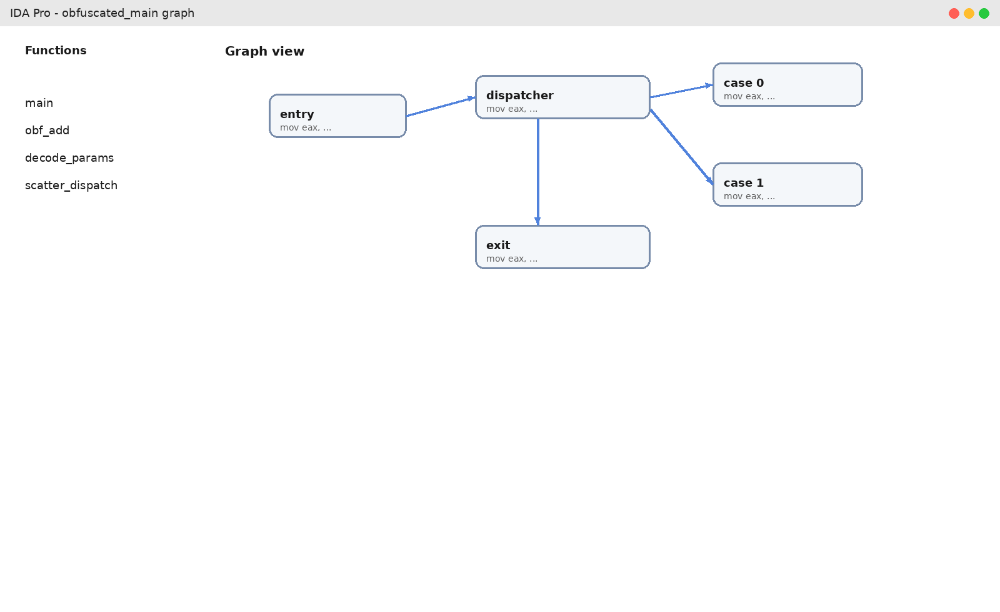 IDA Pro - obfuscated_main graph
Functions
main
obf_add
decode_params
scatter_dispatch
Graph view
entry
mov eax, ...
dispatcher
mov eax, ...
case 0
mov eax, ...
case 1
mov eax, ...
exit
mov eax, ...